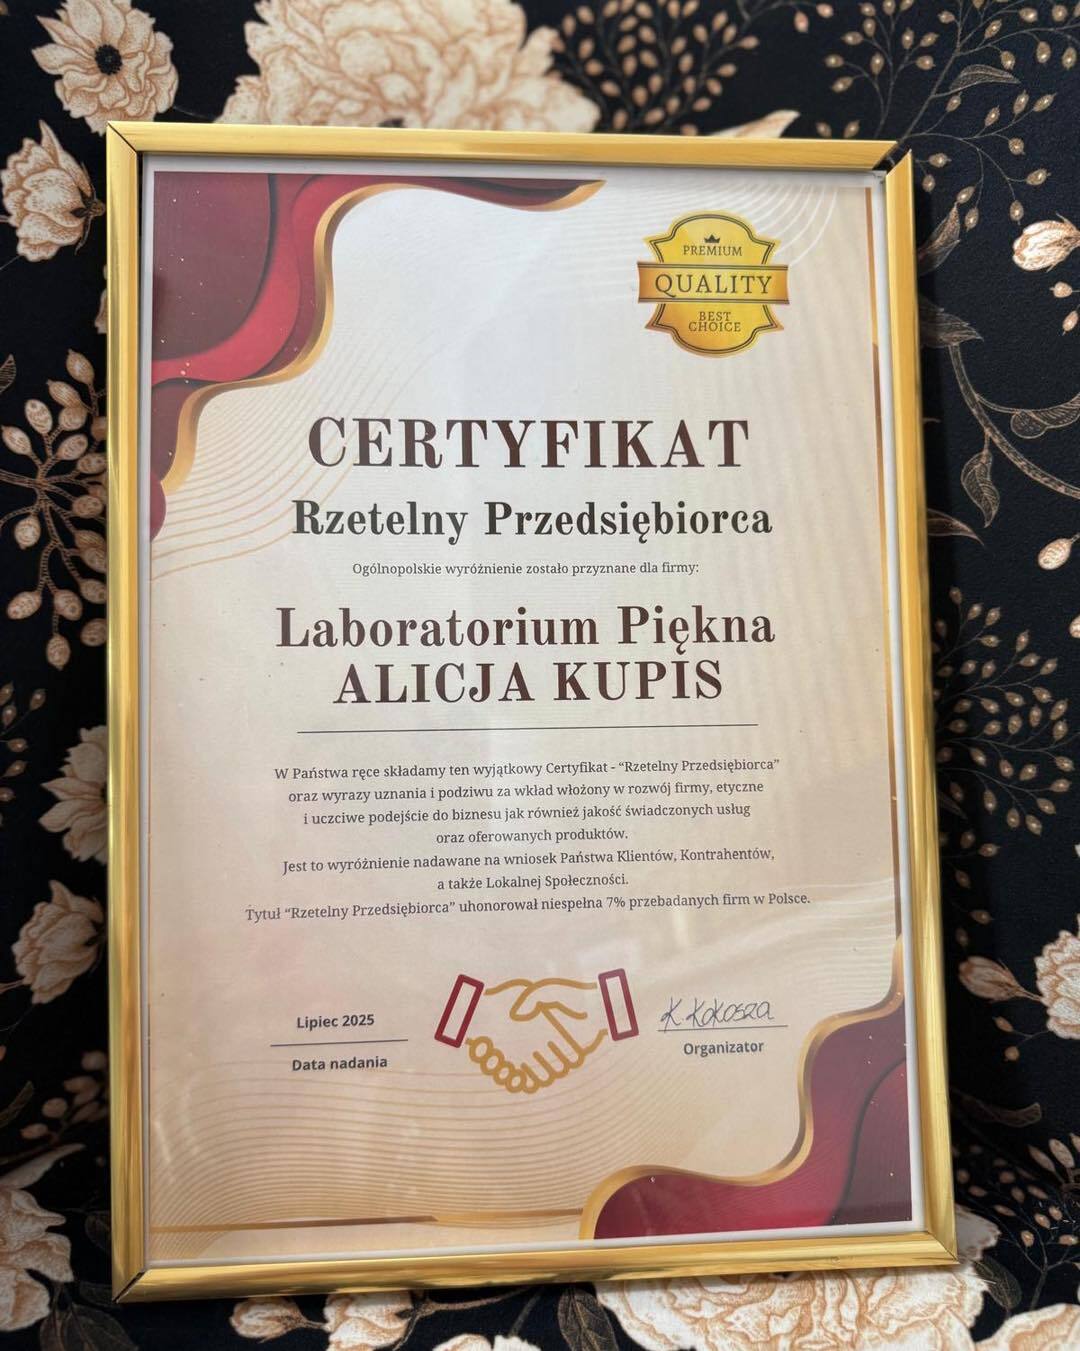 PREMIUM
QUALITY
BEST
CHOICE
CERTYFIKAT
Rzetelny Przedsiębiorca
Ogólnopolskie wyróżnienie zostało przyznane dla firmy:
Laboratorium Piękna
ALICJA KUPIS
W Państwa ręce składamy ten wyjątkowy Certyfikat - “Rzetelny Przedsiębiorca”
oraz wyrazy uznania i podziwu za wkład włożony w rozwój firmy, etyczne
i uczciwe podejście do biznesu jak również jakość świadczonych usług
oraz oferowanych produktów.
Jest to wyróżnienie nadawane na wniosek Państwa Klientów, Kontrahentów,
a także Lokalnej Społeczności.
Tytuł “Rzetelny Przedsiębiorca” uhonorował niespełna 7% przebadanych firm w Polsce.
Lipiec 2025
Data nadania
K. Kokosza
Organizator